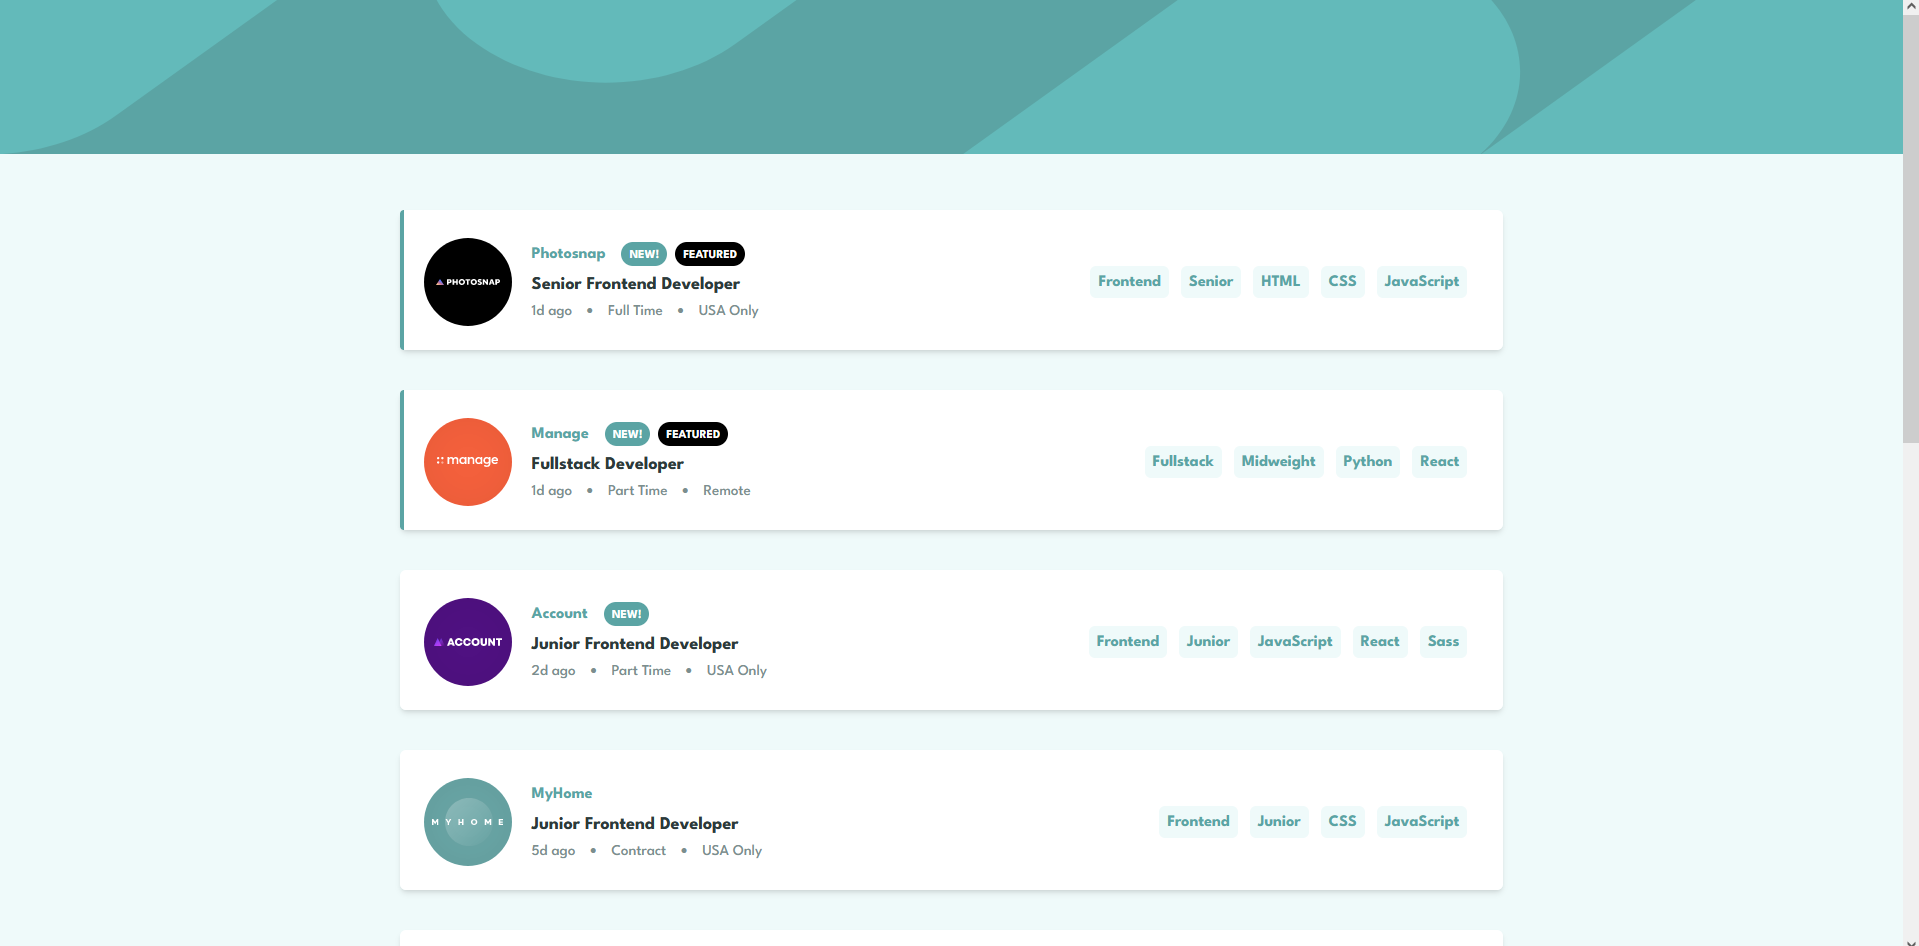 PHOTOSNAP
Photosnap NEW! FEATURED
Senior Frontend Developer
1d ago • Full Time • USA Only
Frontend Senior HTML CSS JavaScript
manage
Manage NEW! FEATURED
Fullstack Developer
1d ago • Part Time • Remote
Fullstack Midweight Python React
ACCOUNT
Account NEW!
Junior Frontend Developer
2d ago • Part Time • USA Only
Frontend Junior JavaScript React Sass
MYHOME
MyHome
Junior Frontend Developer
5d ago • Contract • USA Only
Frontend Junior CSS JavaScript